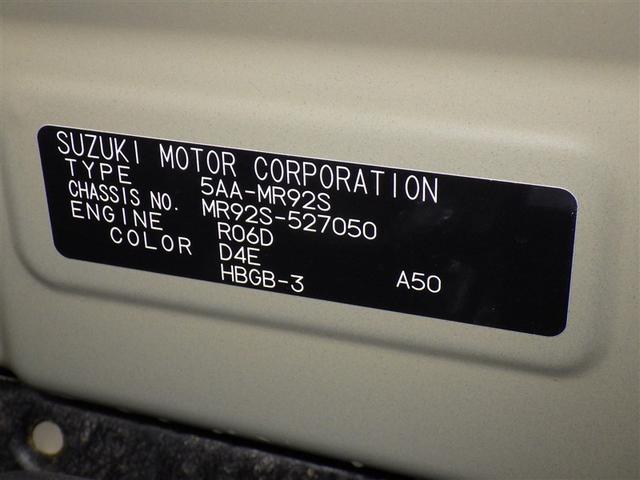 SUZUKI MOTOR CORPORATION
TYPE 5AA-MR92S
CHASSIS NO. MR92S-527050
ENGINE R06D
COLOR D4E
HBGB-3 A50